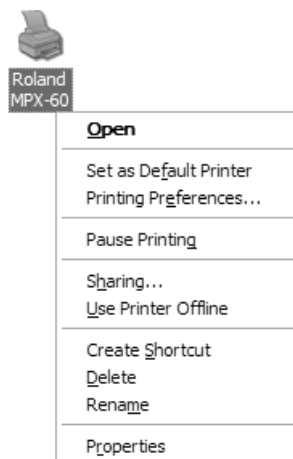 Roland
MPX-60
Open
Set as Default Printer
Printing Preferences...
Pause Printing
Sharing...
Use Printer Offline
Create Shortcut
Delete
Rename
Properties